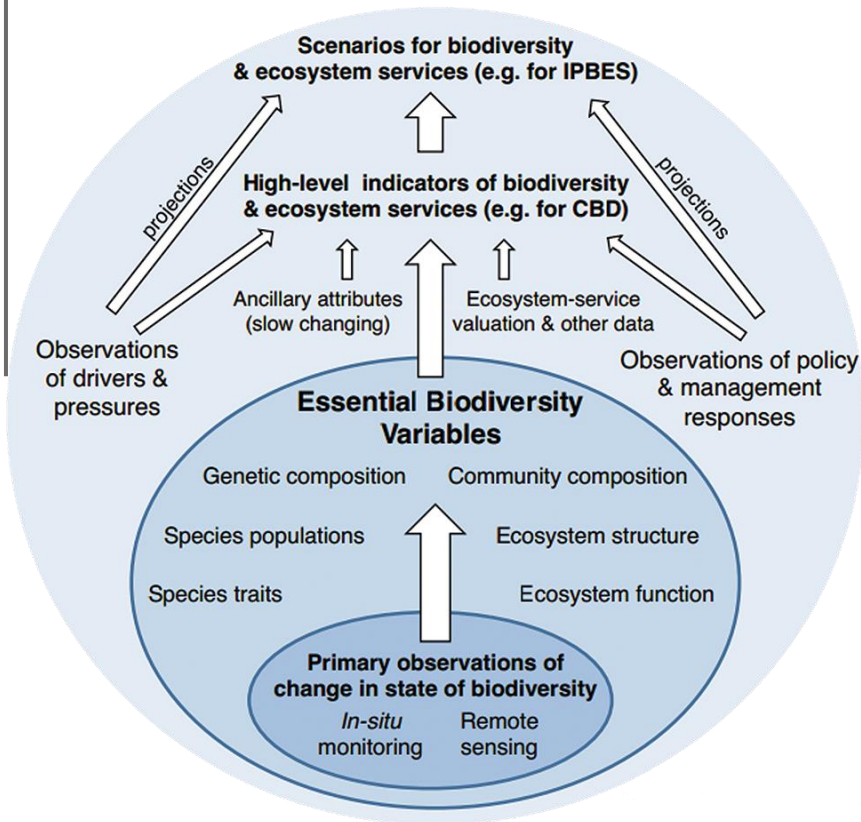 Scenarios for biodiversity
& ecosystem services (e.g. for IPBES)
projections
projections
High-level indicators of biodiversity
& ecosystem services (e.g. for CBD)
Ancillary attributes
(slow changing)
Ecosystem-service
valuation & other data
Observations
of drivers &
pressures
Observations of policy
& management
responses
Essential Biodiversity
Variables
Genetic composition
Community composition
Species populations
Ecosystem structure
Species traits
Ecosystem function
Primary observations of
change in state of biodiversity
In-situ
monitoring
Remote
sensing